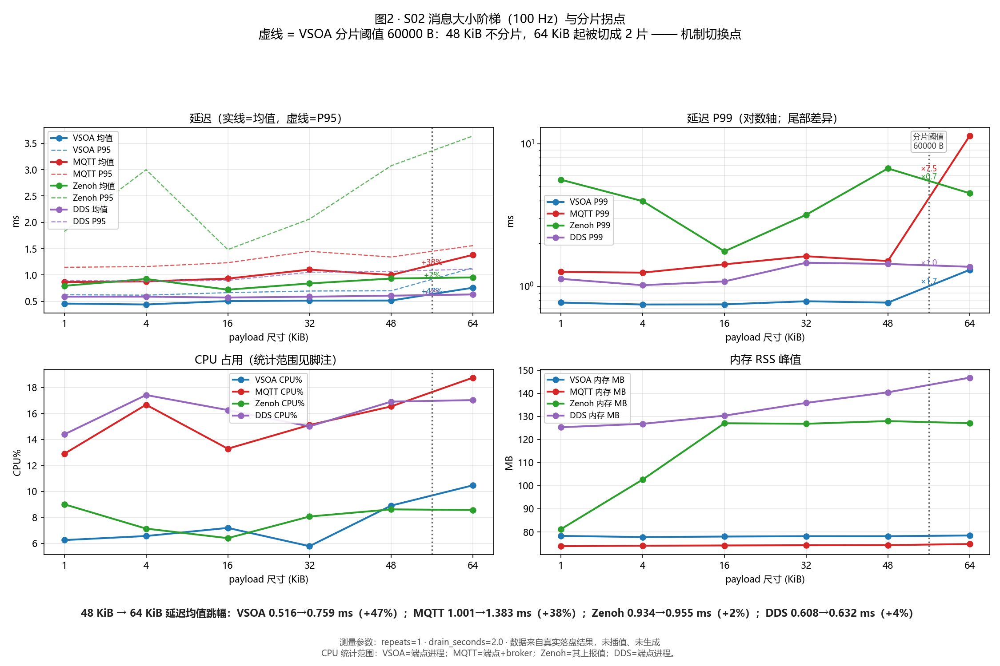 图2 · S02 消息大小阶梯（100 Hz）与分片拐点
虚线 = VSOA 分片阈值 60000 B：48 KiB 不分片，64 KiB 起被切成 2 片 —— 机制切换点
延迟（实线=均值，虚线=P95）
VSOA 均值
VSOA P95
MQTT 均值
MQTT P95
Zenoh 均值
Zenoh P95
DDS 均值
DDS P95
3.5
3.0
2.5
2.0
1.5
1.0
0.5
ms
+38%
+2%
+47%
1 4 16 32 48 64
payload 尺寸 (KiB)
延迟 P99（对数轴；尾部差异）
分片阈值
60000 B
10¹
10⁰
ms
×7.5
×0.7
×1.0
×1.7
VSOA P99
MQTT P99
Zenoh P99
DDS P99
1 4 16 32 48 64
payload 尺寸 (KiB)
CPU 占用（统计范围见脚注）
VSOA CPU%
MQTT CPU%
Zenoh CPU%
DDS CPU%
18
16
14
12
10
8
6
CPU%
1 4 16 32 48 64
payload 尺寸 (KiB)
内存 RSS 峰值
VSOA 内存 MB
MQTT 内存 MB
Zenoh 内存 MB
DDS 内存 MB
150
140
130
120
110
100
90
80
MB
1 4 16 32 48 64
payload 尺寸 (KiB)
48 KiB → 64 KiB 延迟均值跳幅：VSOA 0.516→0.759 ms（+47%）；MQTT 1.001→1.383 ms（+38%）；Zenoh 0.934→0.955 ms（+2%）；DDS 0.608→0.632 ms（+4%）
测量参数：repeats=1 · drain_seconds=2.0 · 数据来自真实落盘结果，未插值、未生成
CPU 统计范围：VSOA=端点进程；MQTT=端点+broker；Zenoh=其上报值；DDS=端点进程。